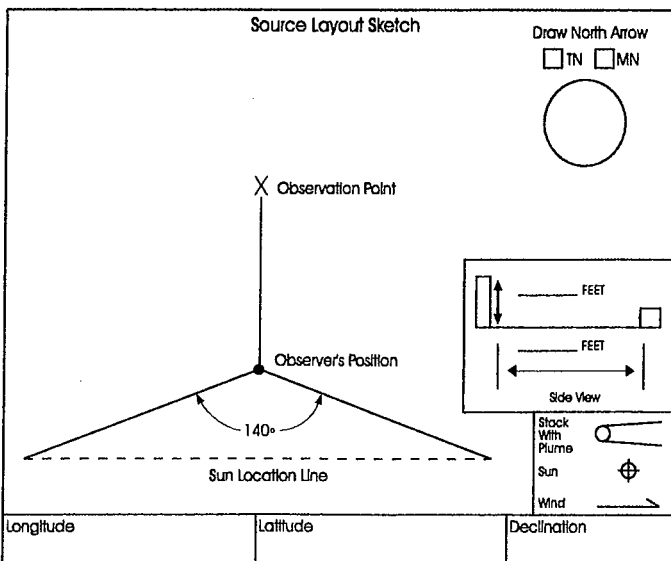 Source Layout Sketch
Draw North Arrow
TN MN
X Observation Point
FEET
FEET
Side View
Observer's Position
140°
Sun Location Line
Stack
With
Plume
Sun
Wind
Longitude
Latitude
Declination